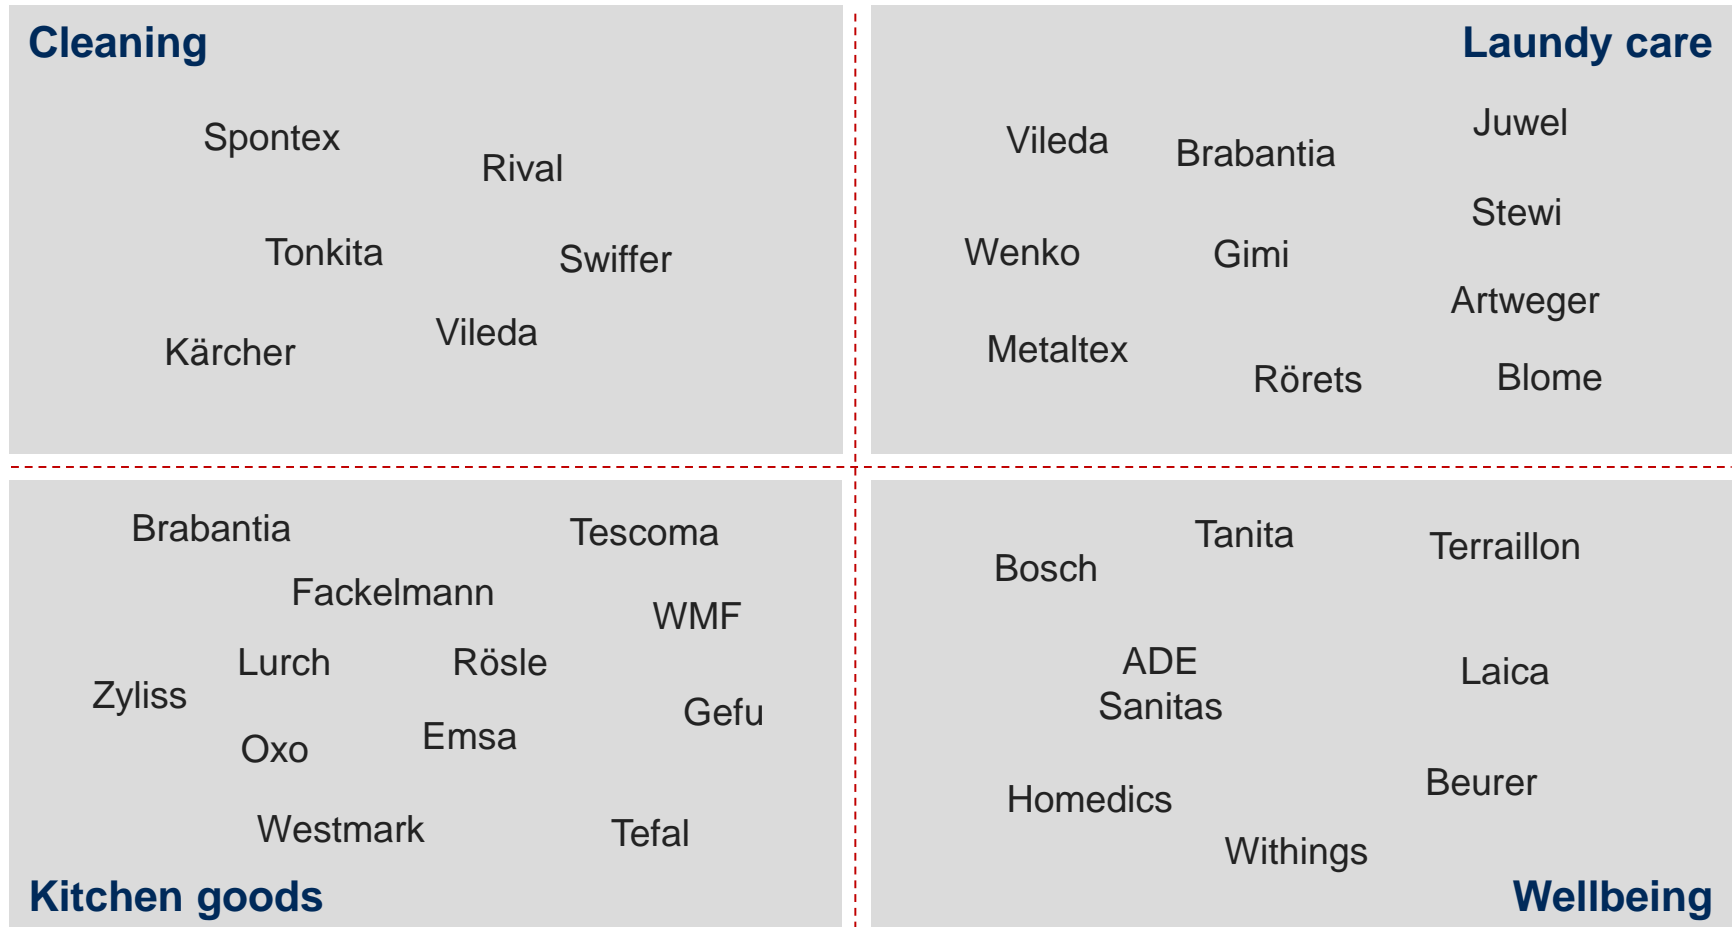 Cleaning
Spontex
Rival
Tonkita
Swiffer
Vileda
Kärcher
Laundy care
Juwel
Vileda
Brabantia
Stewi
Wenko
Gimi
Artweger
Metaltex
Rörets
Blome
Brabantia
Tescoma
Fackelmann
WMF
Lurch
Rösle
Zyliss
Gefu
Oxo
Emsa
Westmark
Tefal
Kitchen goods
Tanita
Terraillon
Bosch
ADE
Sanitas
Laica
Beurer
Homedics
Withings
Wellbeing